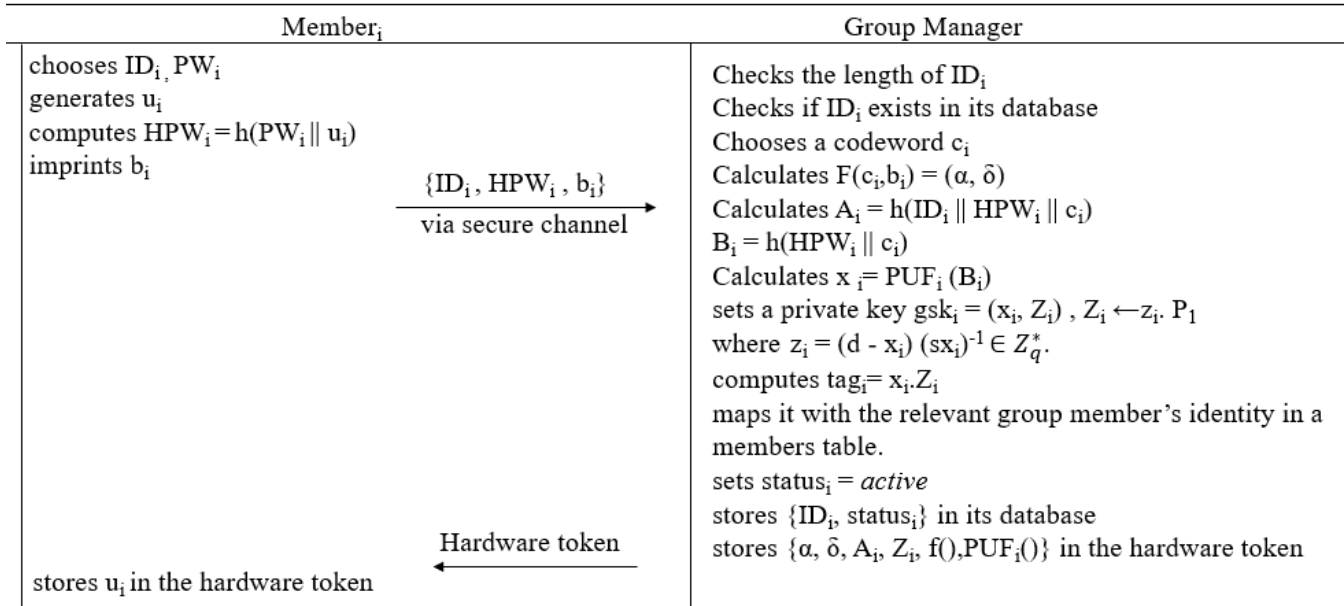 Member_i
Group Manager
chooses ID_i, PW_i
generates u_i
computes HPW_i = h(PW_i || u_i)
imprints b_i
{ID_i , HPW_i , b_i}
via secure channel
Checks the length of ID_i
Checks if ID_i exists in its database
Chooses a codeword c_i
Calculates F(c_i,b_i) = (α, δ)
Calculates A_i = h(ID_i || HPW_i || c_i)
B_i = h(HPW_i || c_i)
Calculates x_i= PUF_i (B_i)
sets a private key gsk_i = (x_i, Z_i) , Z_i ←z_i. P_1
where z_i = (d - x_i) (sx_i)^-1 ∈ Z_q^*.
computes tag_i= x_i.Z_i
maps it with the relevant group member’s identity in a
members table.
sets status_i = active
stores {ID_i, status_i} in its database
stores {α, δ, A_i, Z_i, f(),PUF_i()} in the hardware token
Hardware token
stores u_i in the hardware token